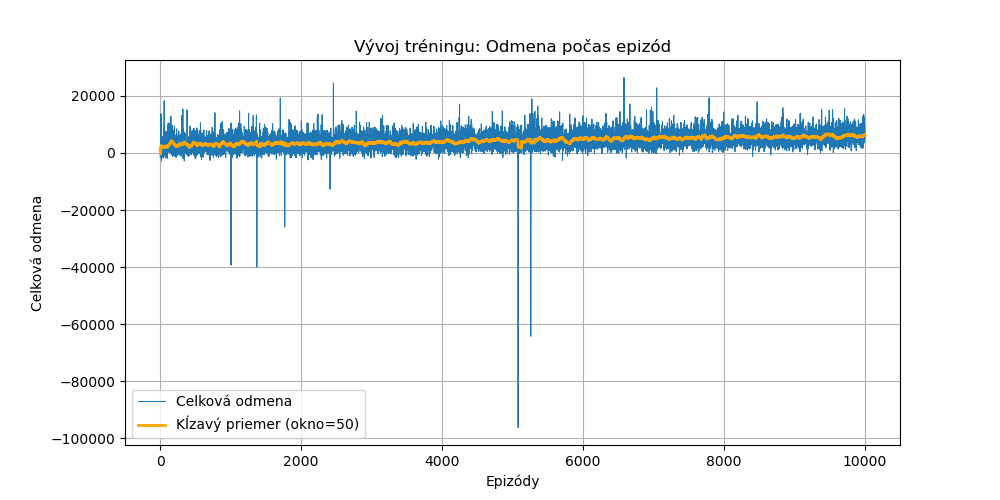 Vývoj tréningu: Odmena počas epizód
Celková odmena
20000
0
−20000
−40000
−60000
−80000
−100000
Celková odmena
Kĺzavý priemer (okno=50)
0
2000
4000
6000
8000
10000
Epizódy